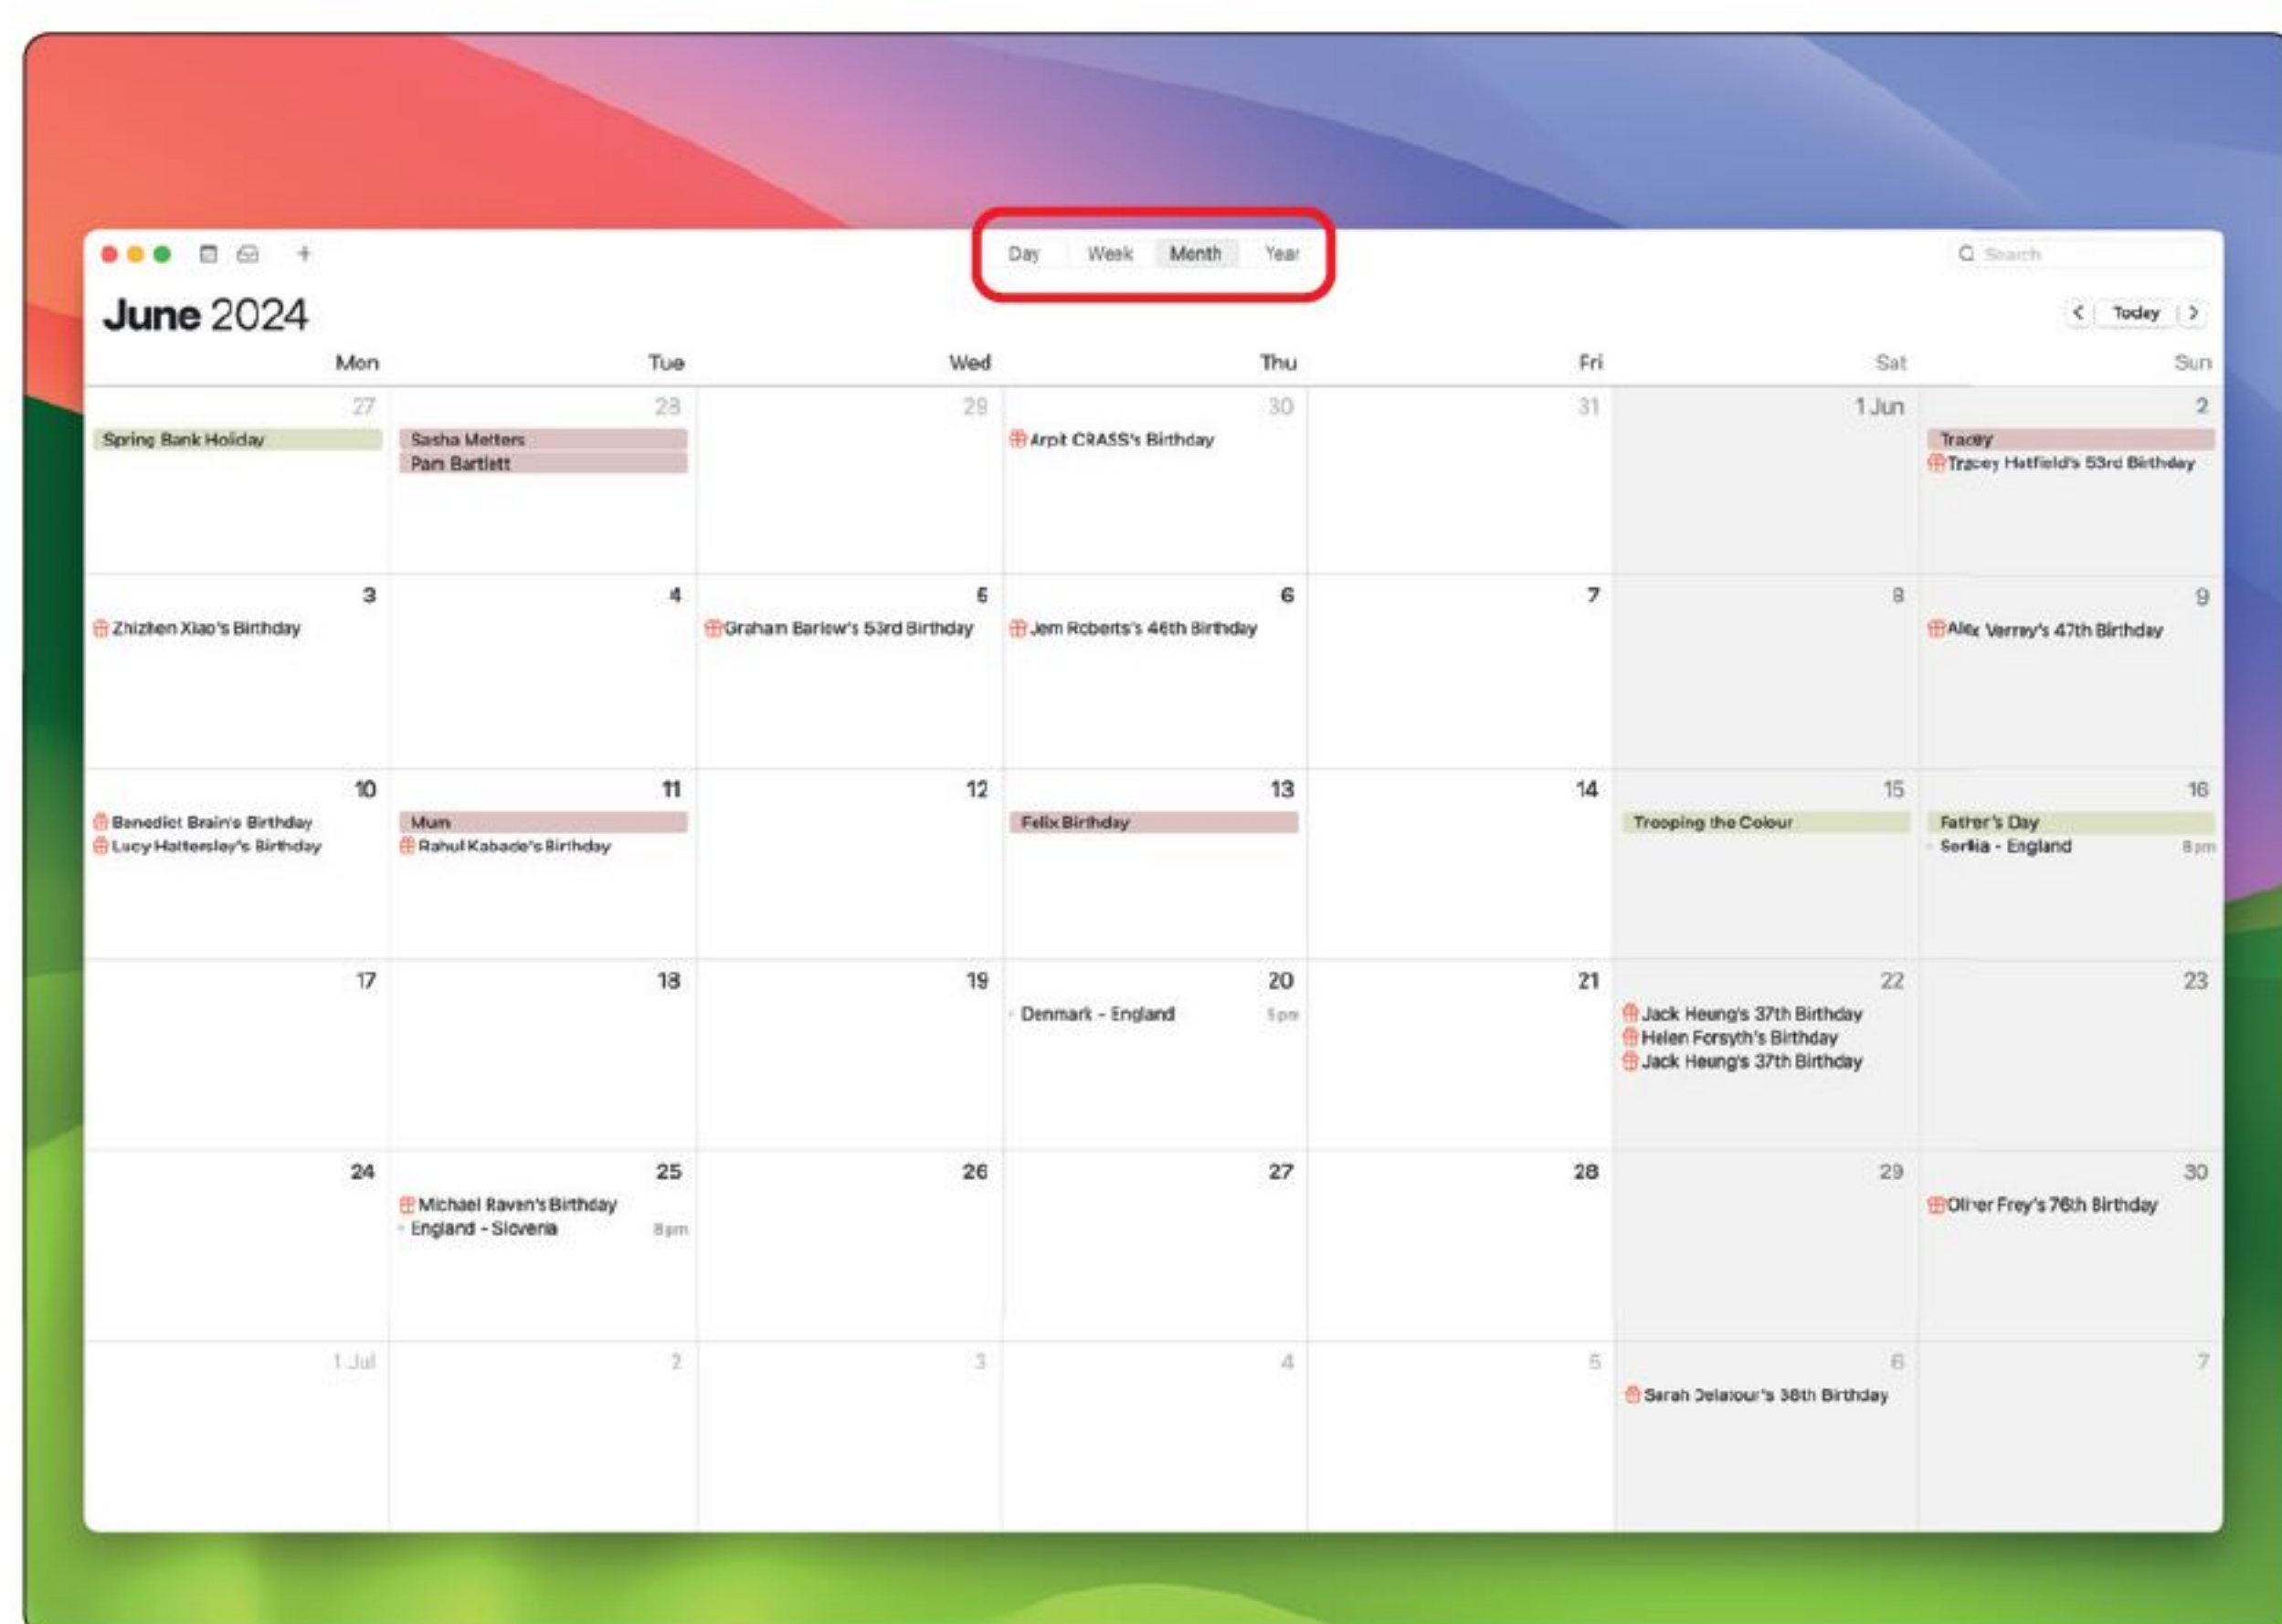 Day Week Month Year
Search
June 2024
Today
Mon Tue Wed Thu Fri Sat Sun
27 28 29 30 31 1 Jun 2
Spring Bank Holiday
Sasha Metters
Pam Bartlett
Arpit CRASS's Birthday
Tracey
Tracey Hatfield's 53rd Birthday
3 4 5 6 7 8 9
Zhizhen Xiao's Birthday
Graham Barlow's 53rd Birthday
Jem Roberts's 46th Birthday
Alex Verrey's 47th Birthday
10 11 12 13 14 15 16
Benedict Brain's Birthday
Lucy Hattersley's Birthday
Mum
Rahul Kabade's Birthday
Felix Birthday
Trooping the Colour
Father's Day
Serbia - England 8 pm
17 18 19 20 21 22 23
Denmark - England 5 pm
Jack Heung's 37th Birthday
Helen Forsyth's Birthday
Jack Heung's 37th Birthday
24 25 26 27 28 29 30
Michael Raven's Birthday
England - Slovenia 8 pm
Oliver Frey's 76th Birthday
1 Jul 2 3 4 5 6 7
Sarah Delatour's 38th Birthday